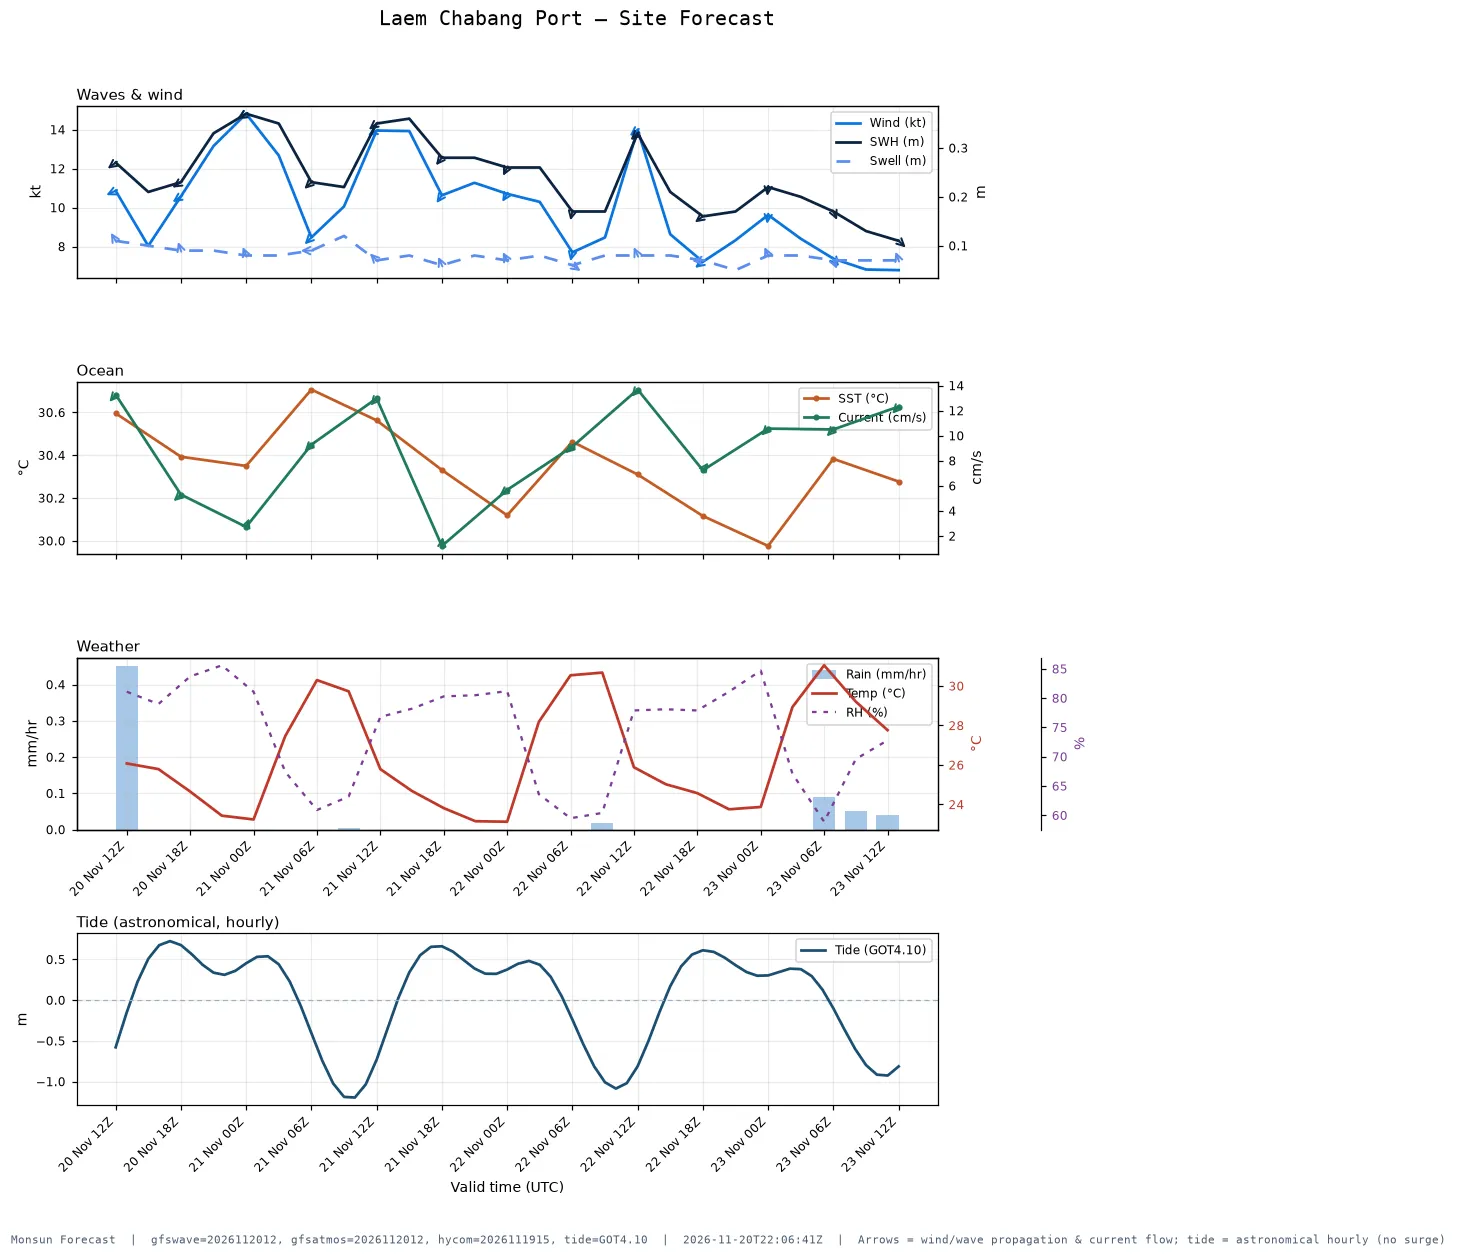 Laem Chabang Port — Site Forecast
Waves & wind
14
12
10
8
kt
0.3
0.2
0.1
m
Wind (kt)
SWH (m)
Swell (m)
Ocean
30.6
30.4
30.2
30.0
°C
14
12
10
8
6
4
2
cm/s
SST (°C)
Current (cm/s)
Weather
0.4
0.3
0.2
0.1
0.0
mm/hr
30
28
26
24
°C
85
80
75
70
65
60
%
Rain (mm/hr)
Temp (°C)
RH (%)
20 Nov 12Z
20 Nov 18Z
21 Nov 00Z
21 Nov 06Z
21 Nov 12Z
21 Nov 18Z
22 Nov 00Z
22 Nov 06Z
22 Nov 12Z
22 Nov 18Z
23 Nov 00Z
23 Nov 06Z
23 Nov 12Z
Tide (astronomical, hourly)
0.5
0.0
−0.5
−1.0
m
Tide (GOT4.10)
20 Nov 12Z
20 Nov 18Z
21 Nov 00Z
21 Nov 06Z
21 Nov 12Z
21 Nov 18Z
22 Nov 00Z
22 Nov 06Z
22 Nov 12Z
22 Nov 18Z
23 Nov 00Z
23 Nov 06Z
23 Nov 12Z
Valid time (UTC)
Monsun Forecast | gfswave=2026112012, gfsatmos=2026112012, hycom=2026111915, tide=GOT4.10 | 2026-11-20T22:06:41Z | Arrows = wind/wave propagation & current flow; tide = astronomical hourly (no surge)